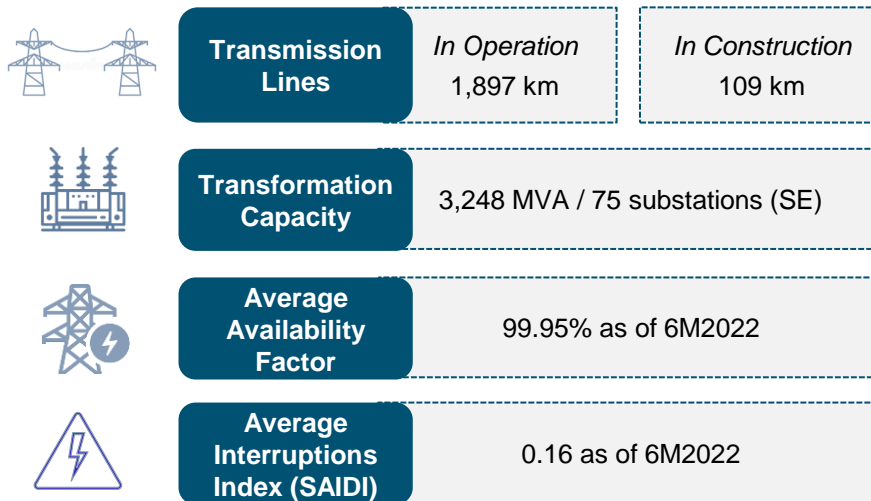 Transmission
Lines
In Operation
1,897 km
In Construction
109 km
Transformation
Capacity
3,248 MVA / 75 substations (SE)
Average
Availability
Factor
99.95% as of 6M2022
Average
Interruptions
Index (SAIDI)
0.16 as of 6M2022